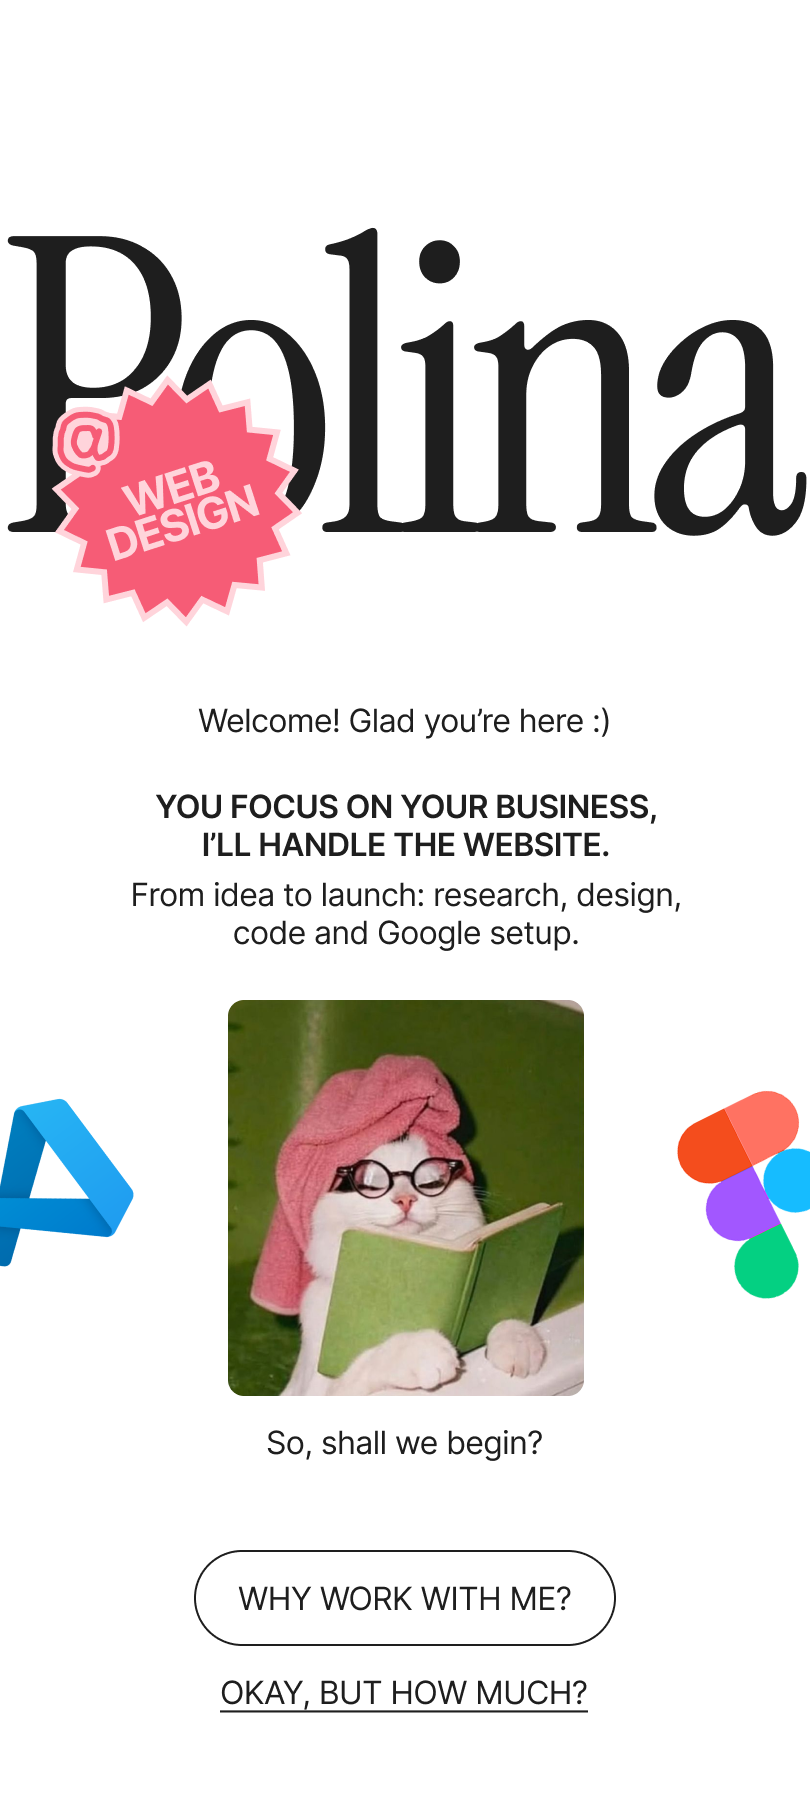 Polina
@
WEB
DESIGN
Welcome! Glad you’re here :)
YOU FOCUS ON YOUR BUSINESS,
I’LL HANDLE THE WEBSITE.
From idea to launch: research, design,
code and Google setup.
So, shall we begin?
WHY WORK WITH ME?
OKAY, BUT HOW MUCH?